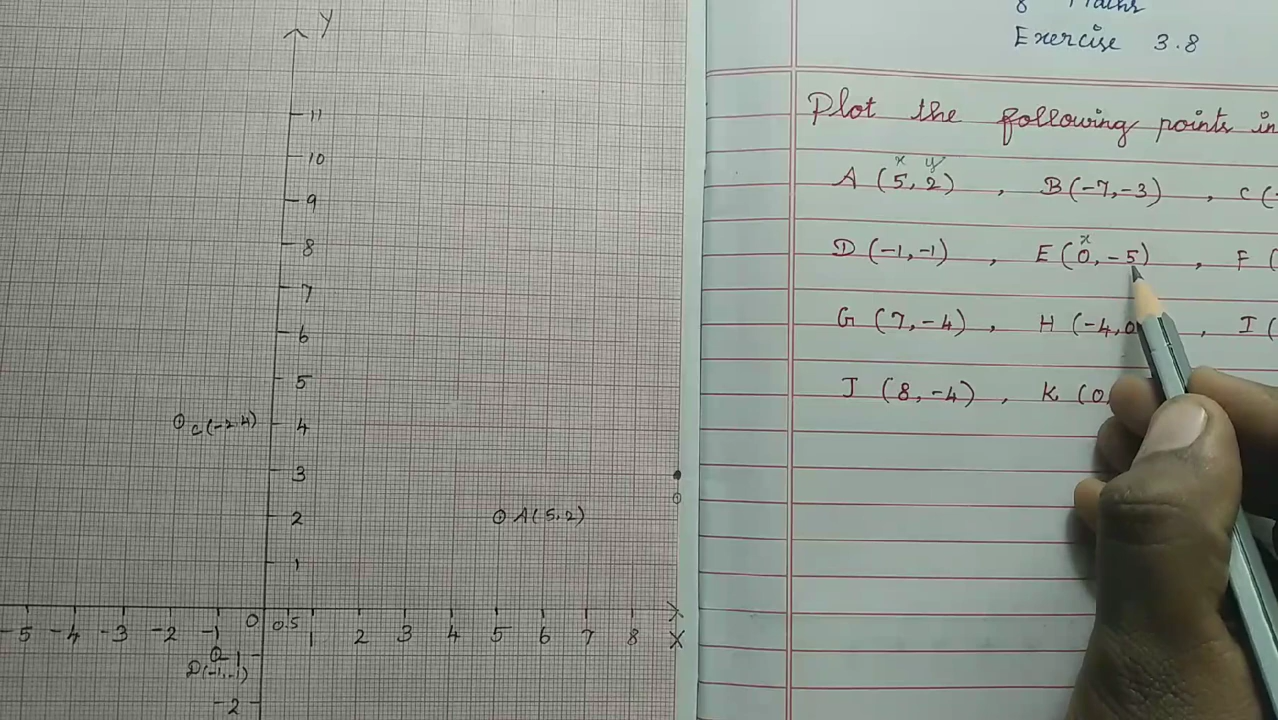 Y
11
10
9
8
7
6
5
C(-2,4) 4
3
2 A(5,2)
1
-5 -4 -3 -2 -1 0 0.5 1 2 3 4 5 6 7 8 X
-1
D(-1,-1)
-2
8 Maths
Exercise 3.8
Plot the following points in
x y
A (5, 2) , B(-7,-3) , C (-
x
D (-1, -1) , E (0, -5) , F (
G (7, -4) , H (-4, 0 , I (
J (8, -4) , K (0,